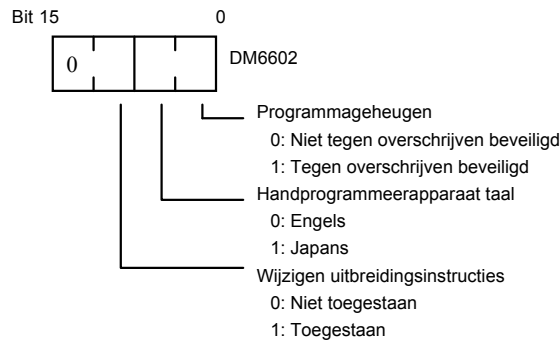 Bit 15 0
0 DM6602
Programmageheugen
0: Niet tegen overschrijven beveiligd
1: Tegen overschrijven beveiligd
Handprogrammeerapparaat taal
0: Engels
1: Japans
Wijzigen uitbreidingsinstructies
0: Niet toegestaan
1: Toegestaan